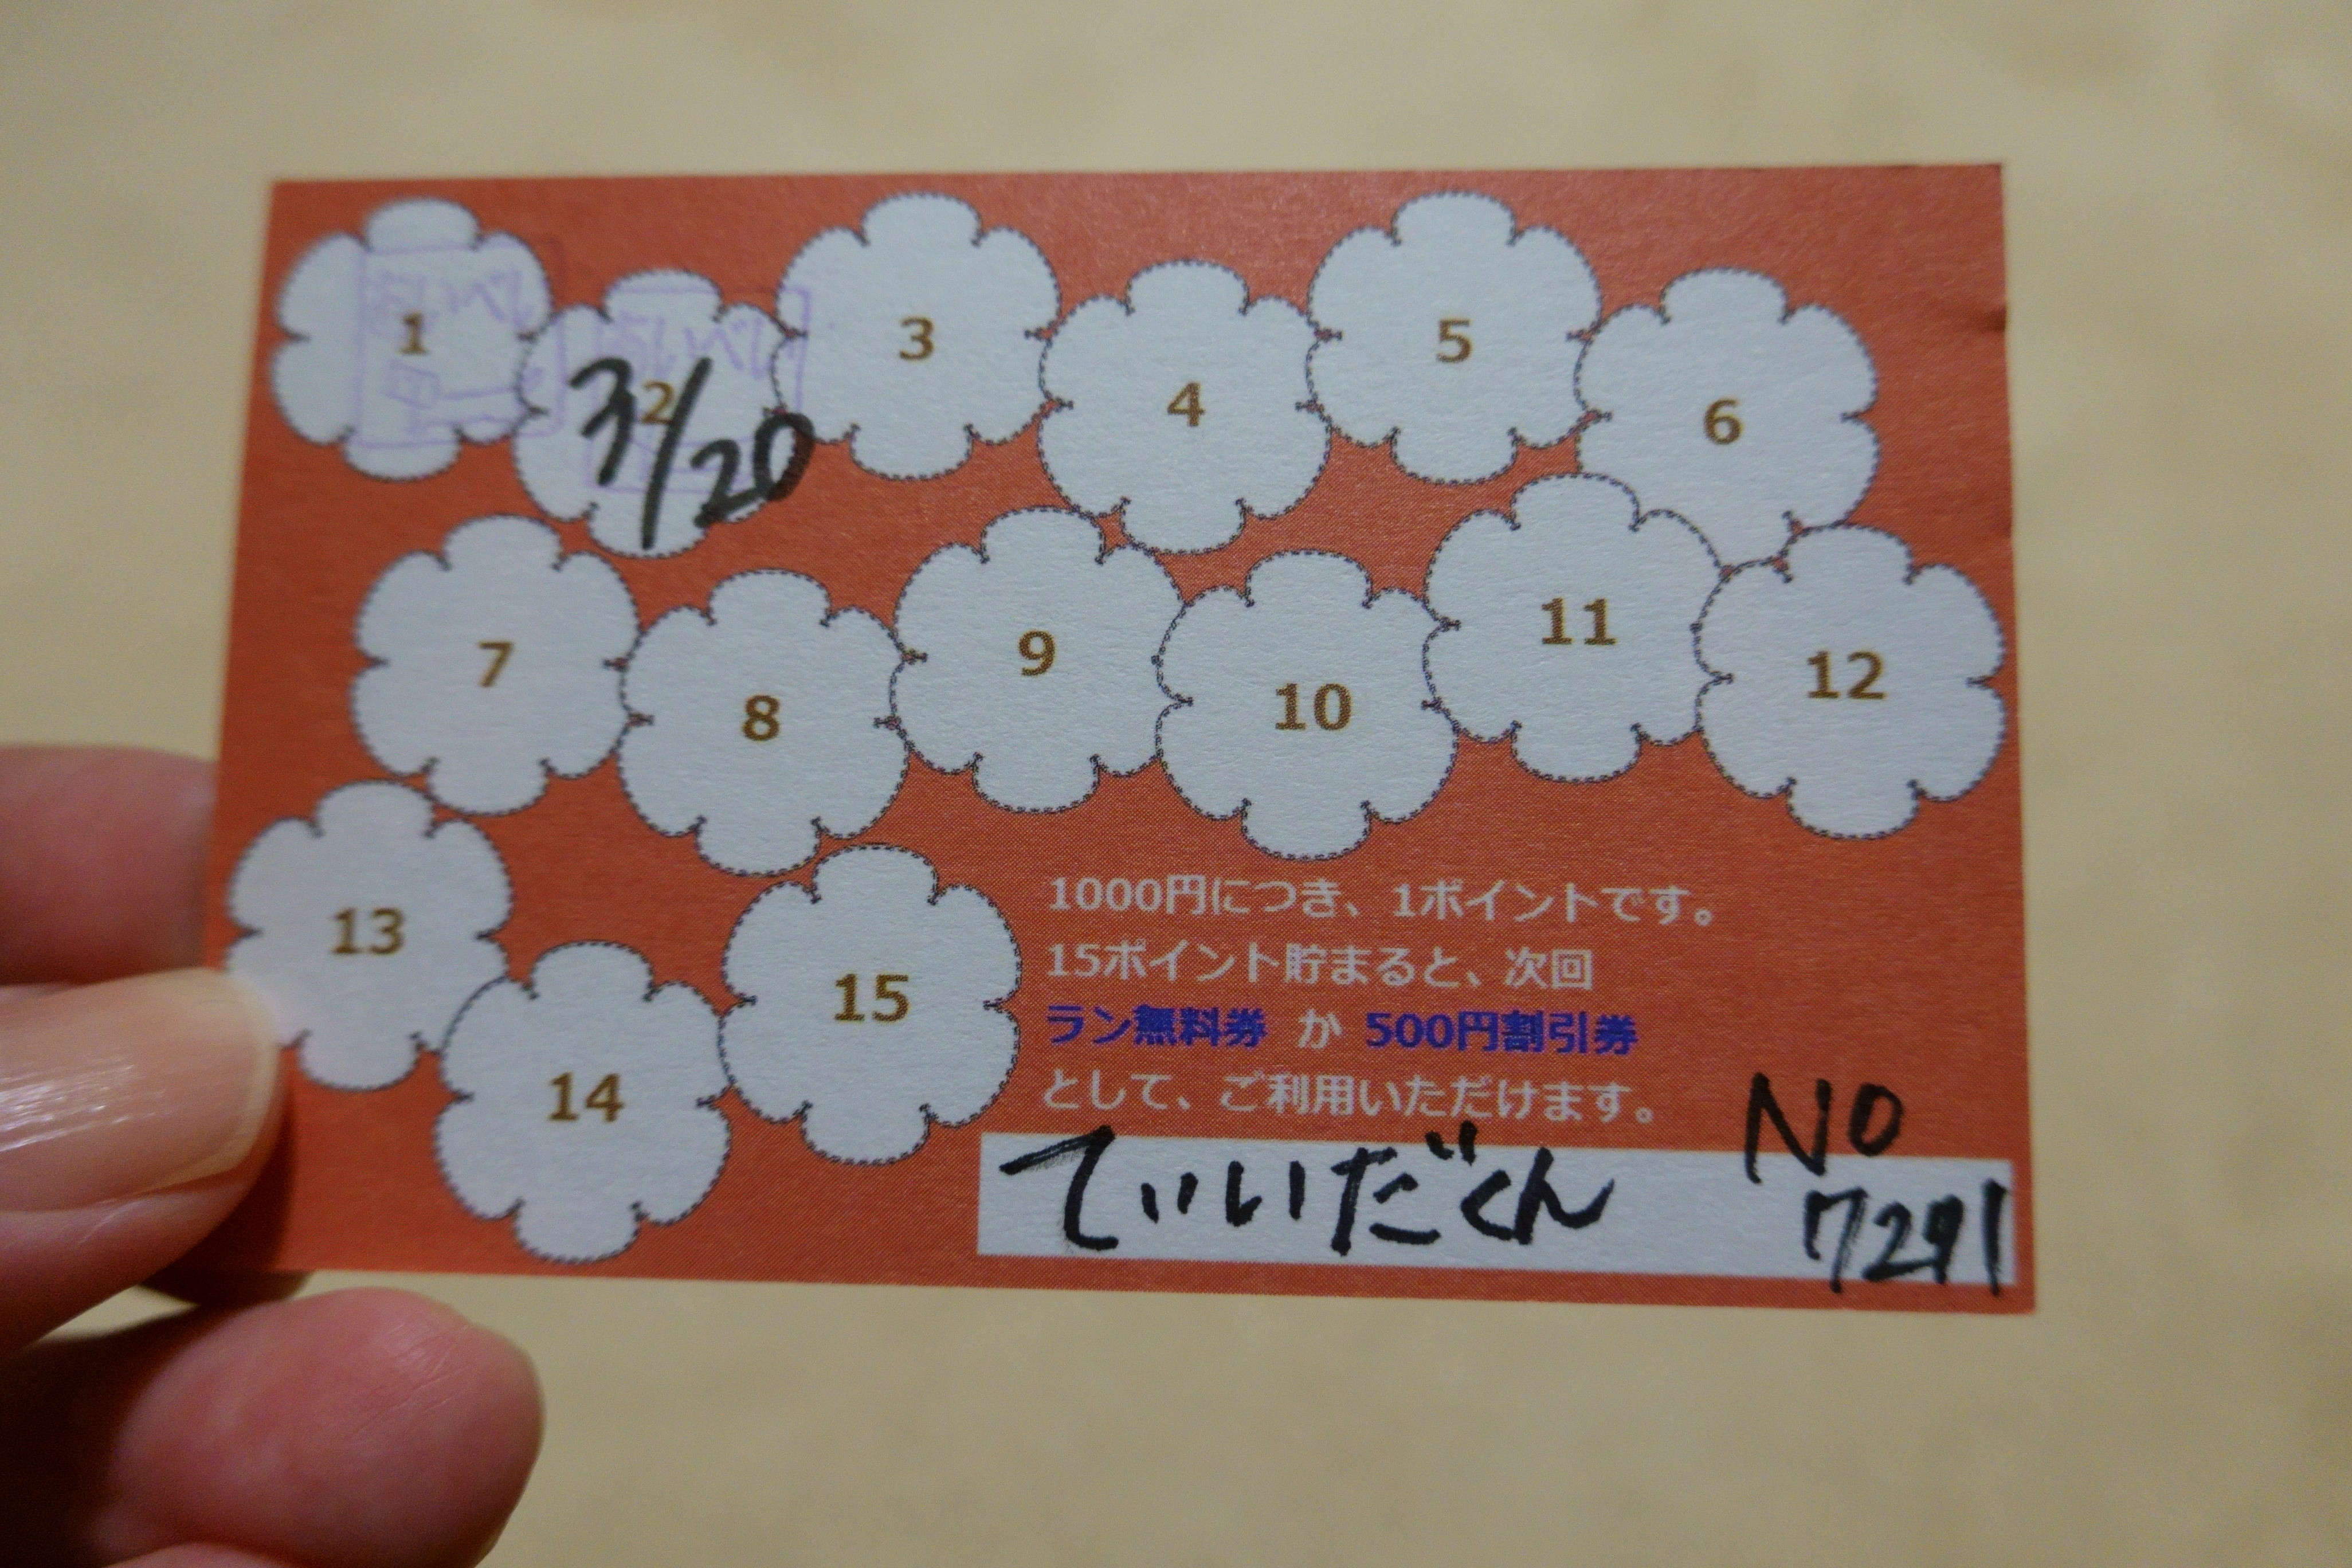 1
2
3
4
5
6
3/20
7
8
9
10
11
12
13
14
15
1000円につき、1ポイントです。
15ポイント貯まると、次回
ラン無料券 か 500円割引券
として、ご利用いただけます。
てぃいだくん
NO
7291